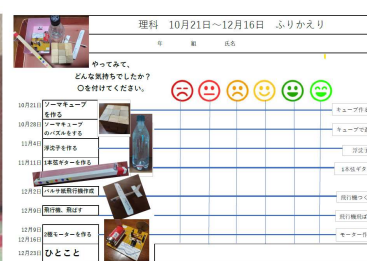 理科 10月21日～12月16日 ふりかえり
年 組 氏名
やってみて、
どんな気持ちでしたか？
〇を付けてください。
10月21日 ソーマキューブ
を作る
キューブ作る
10月28日 ソーマキューブ
のパズルをする
キューブで
11月4日 浮沈子を作る
浮沈子
11月11日 1本弦ギターを作る
1本弦ギタ
12月2日 バルサ紙飛行機作成
飛行機つく
12月9日 飛行機、飛ばす
飛行機飛ば
12月9日
12月16日 2種モーターを作る
モーター作
12月23日 ひとこと